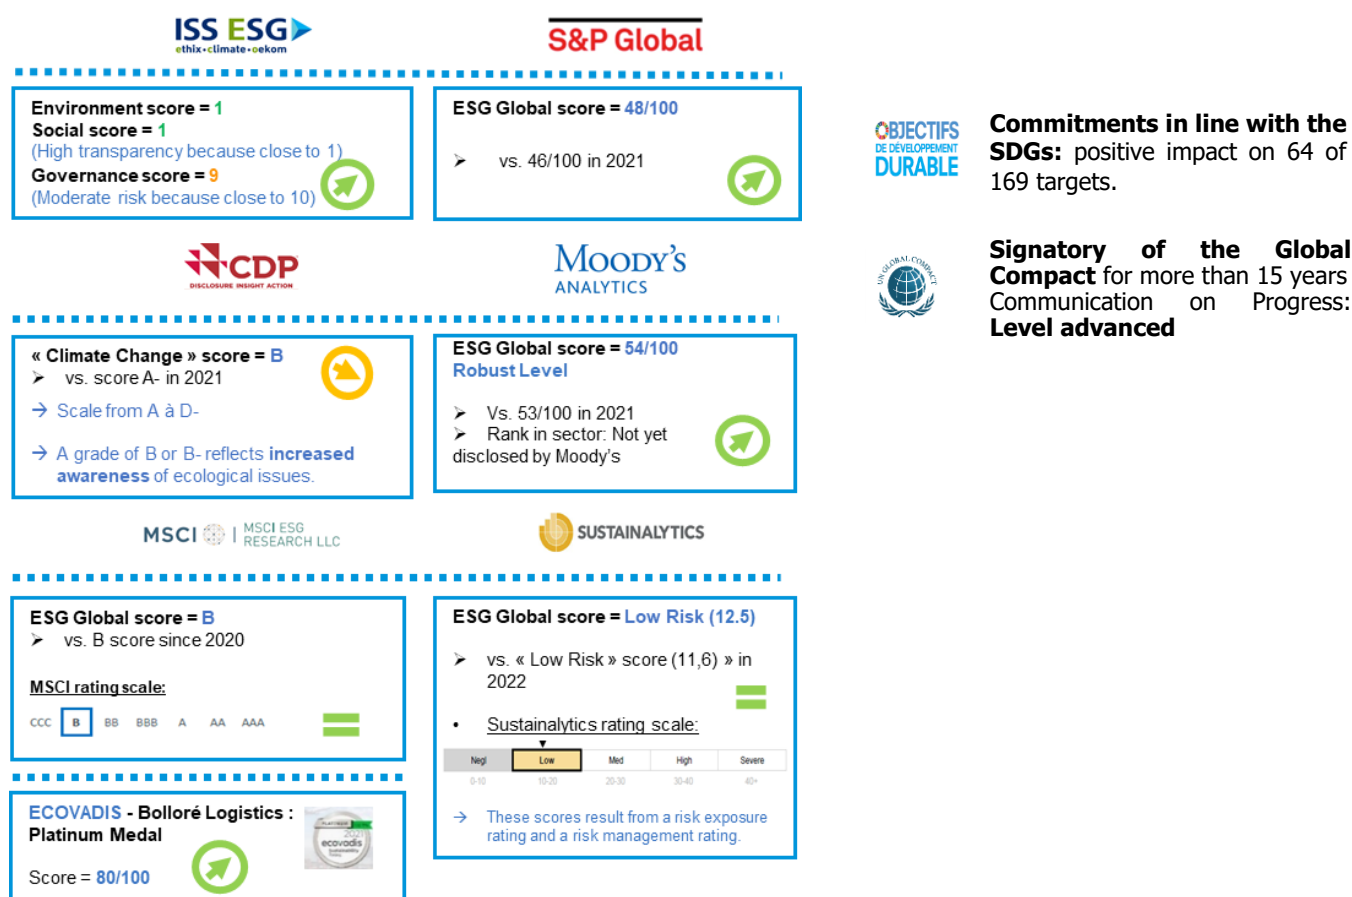 ISS ESG
ethix · climate · oekom
S&P Global
Environment score = 1
Social score = 1
(High transparency because close to 1)
Governance score = 9
(Moderate risk because close to 10)
ESG Global score = 48/100
➢ vs. 46/100 in 2021
CDP
DISCLOSURE INSIGHT ACTION
MOODY'S
ANALYTICS
« Climate Change » score = B
➢ vs. score A- in 2021
→ Scale from A à D-
→ A grade of B or B- reflects increased
awareness of ecological issues.
ESG Global score = 54/100
Robust Level
➢ Vs. 53/100 in 2021
➢ Rank in sector: Not yet
disclosed by Moody's
MSCI | MSCI ESG
RESEARCH LLC
SUSTAINALYTICS
ESG Global score = B
➢ vs. B score since 2020
MSCI rating scale:
CCC B BB BBB A AA AAA
ESG Global score = Low Risk (12.5)
➢ vs. « Low Risk » score (11,6) » in
2022
• Sustainalytics rating scale:
Negl Low Med High Severe
0-10 10-20 20-30 30-40 40+
→ These scores result from a risk exposure
rating and a risk management rating.
ECOVADIS - Bolloré Logistics :
Platinum Medal
Score = 80/100
PLATINUM
2021
ecovadis
Sustainability
Rating
OBJECTIFS
DE DÉVELOPPEMENT
DURABLE
Commitments in line with the
SDGs: positive impact on 64 of
169 targets.
UN GLOBAL COMPACT
Signatory of the Global
Compact for more than 15 years
Communication on Progress:
Level advanced